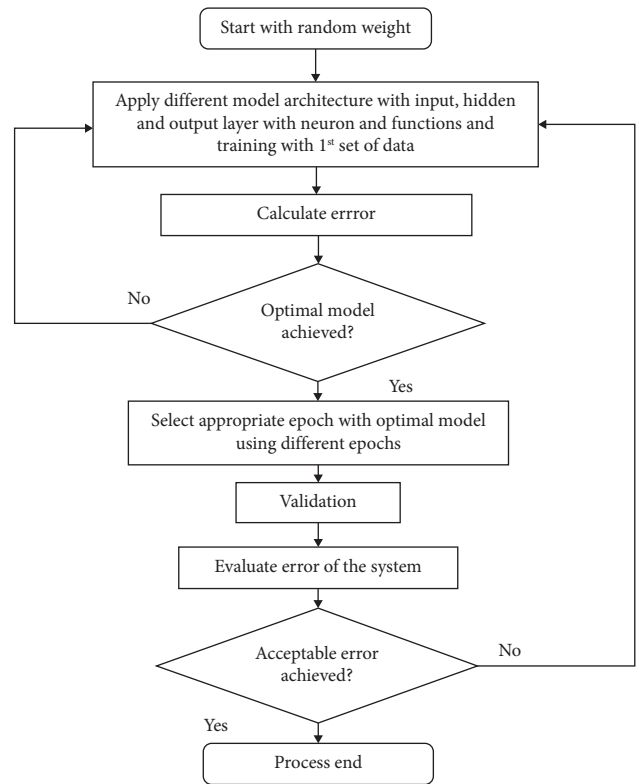 Start with random weight
Apply different model architecture with input, hidden
and output layer with neuron and functions and
training with 1st set of data
Calculate errror
No
Optimal model
achieved?
Yes
Select appropriate epoch with optimal model
using different epochs
Validation
Evaluate error of the system
Acceptable error
achieved?
No
Yes
Process end